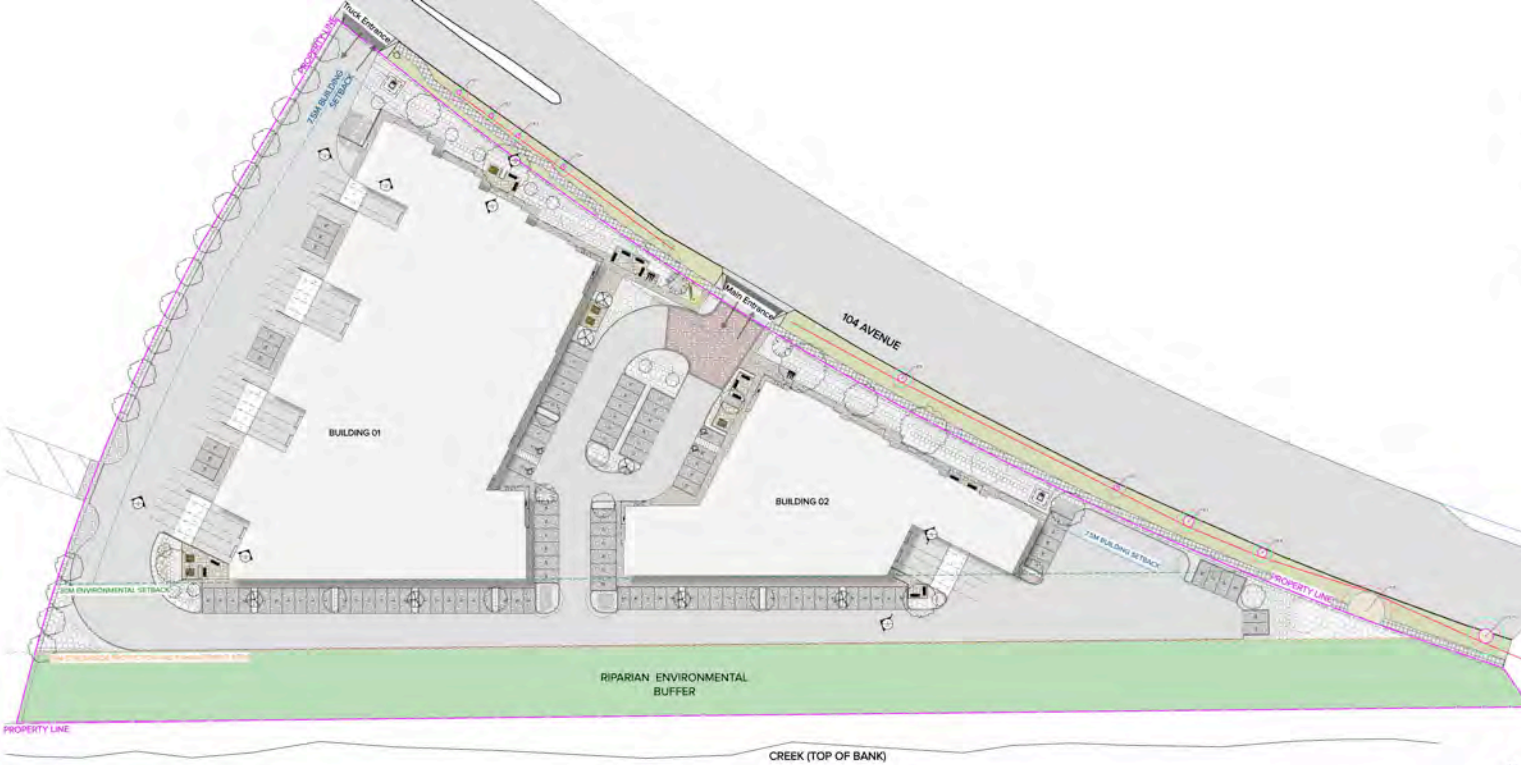 Truck Entrance
PROPERTY LINE
7.5M BUILDING
SETBACK
Main Entrance
104 AVENUE
BUILDING 01
BUILDING 02
7.5M BUILDING SETBACK
PROPERTY LINE
30M ENVIRONMENTAL SETBACK
RIPARIAN ENVIRONMENTAL
BUFFER
PROPERTY LINE
CREEK (TOP OF BANK)